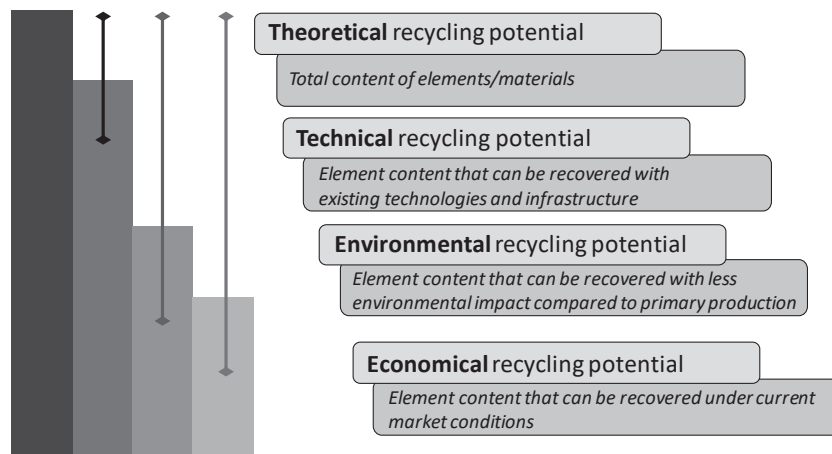 Theoretical recycling potential
Total content of elements/materials
Technical recycling potential
Element content that can be recovered with
existing technologies and infrastructure
Environmental recycling potential
Element content that can be recovered with less
environmental impact compared to primary production
Economical recycling potential
Element content that can be recovered under current
market conditions